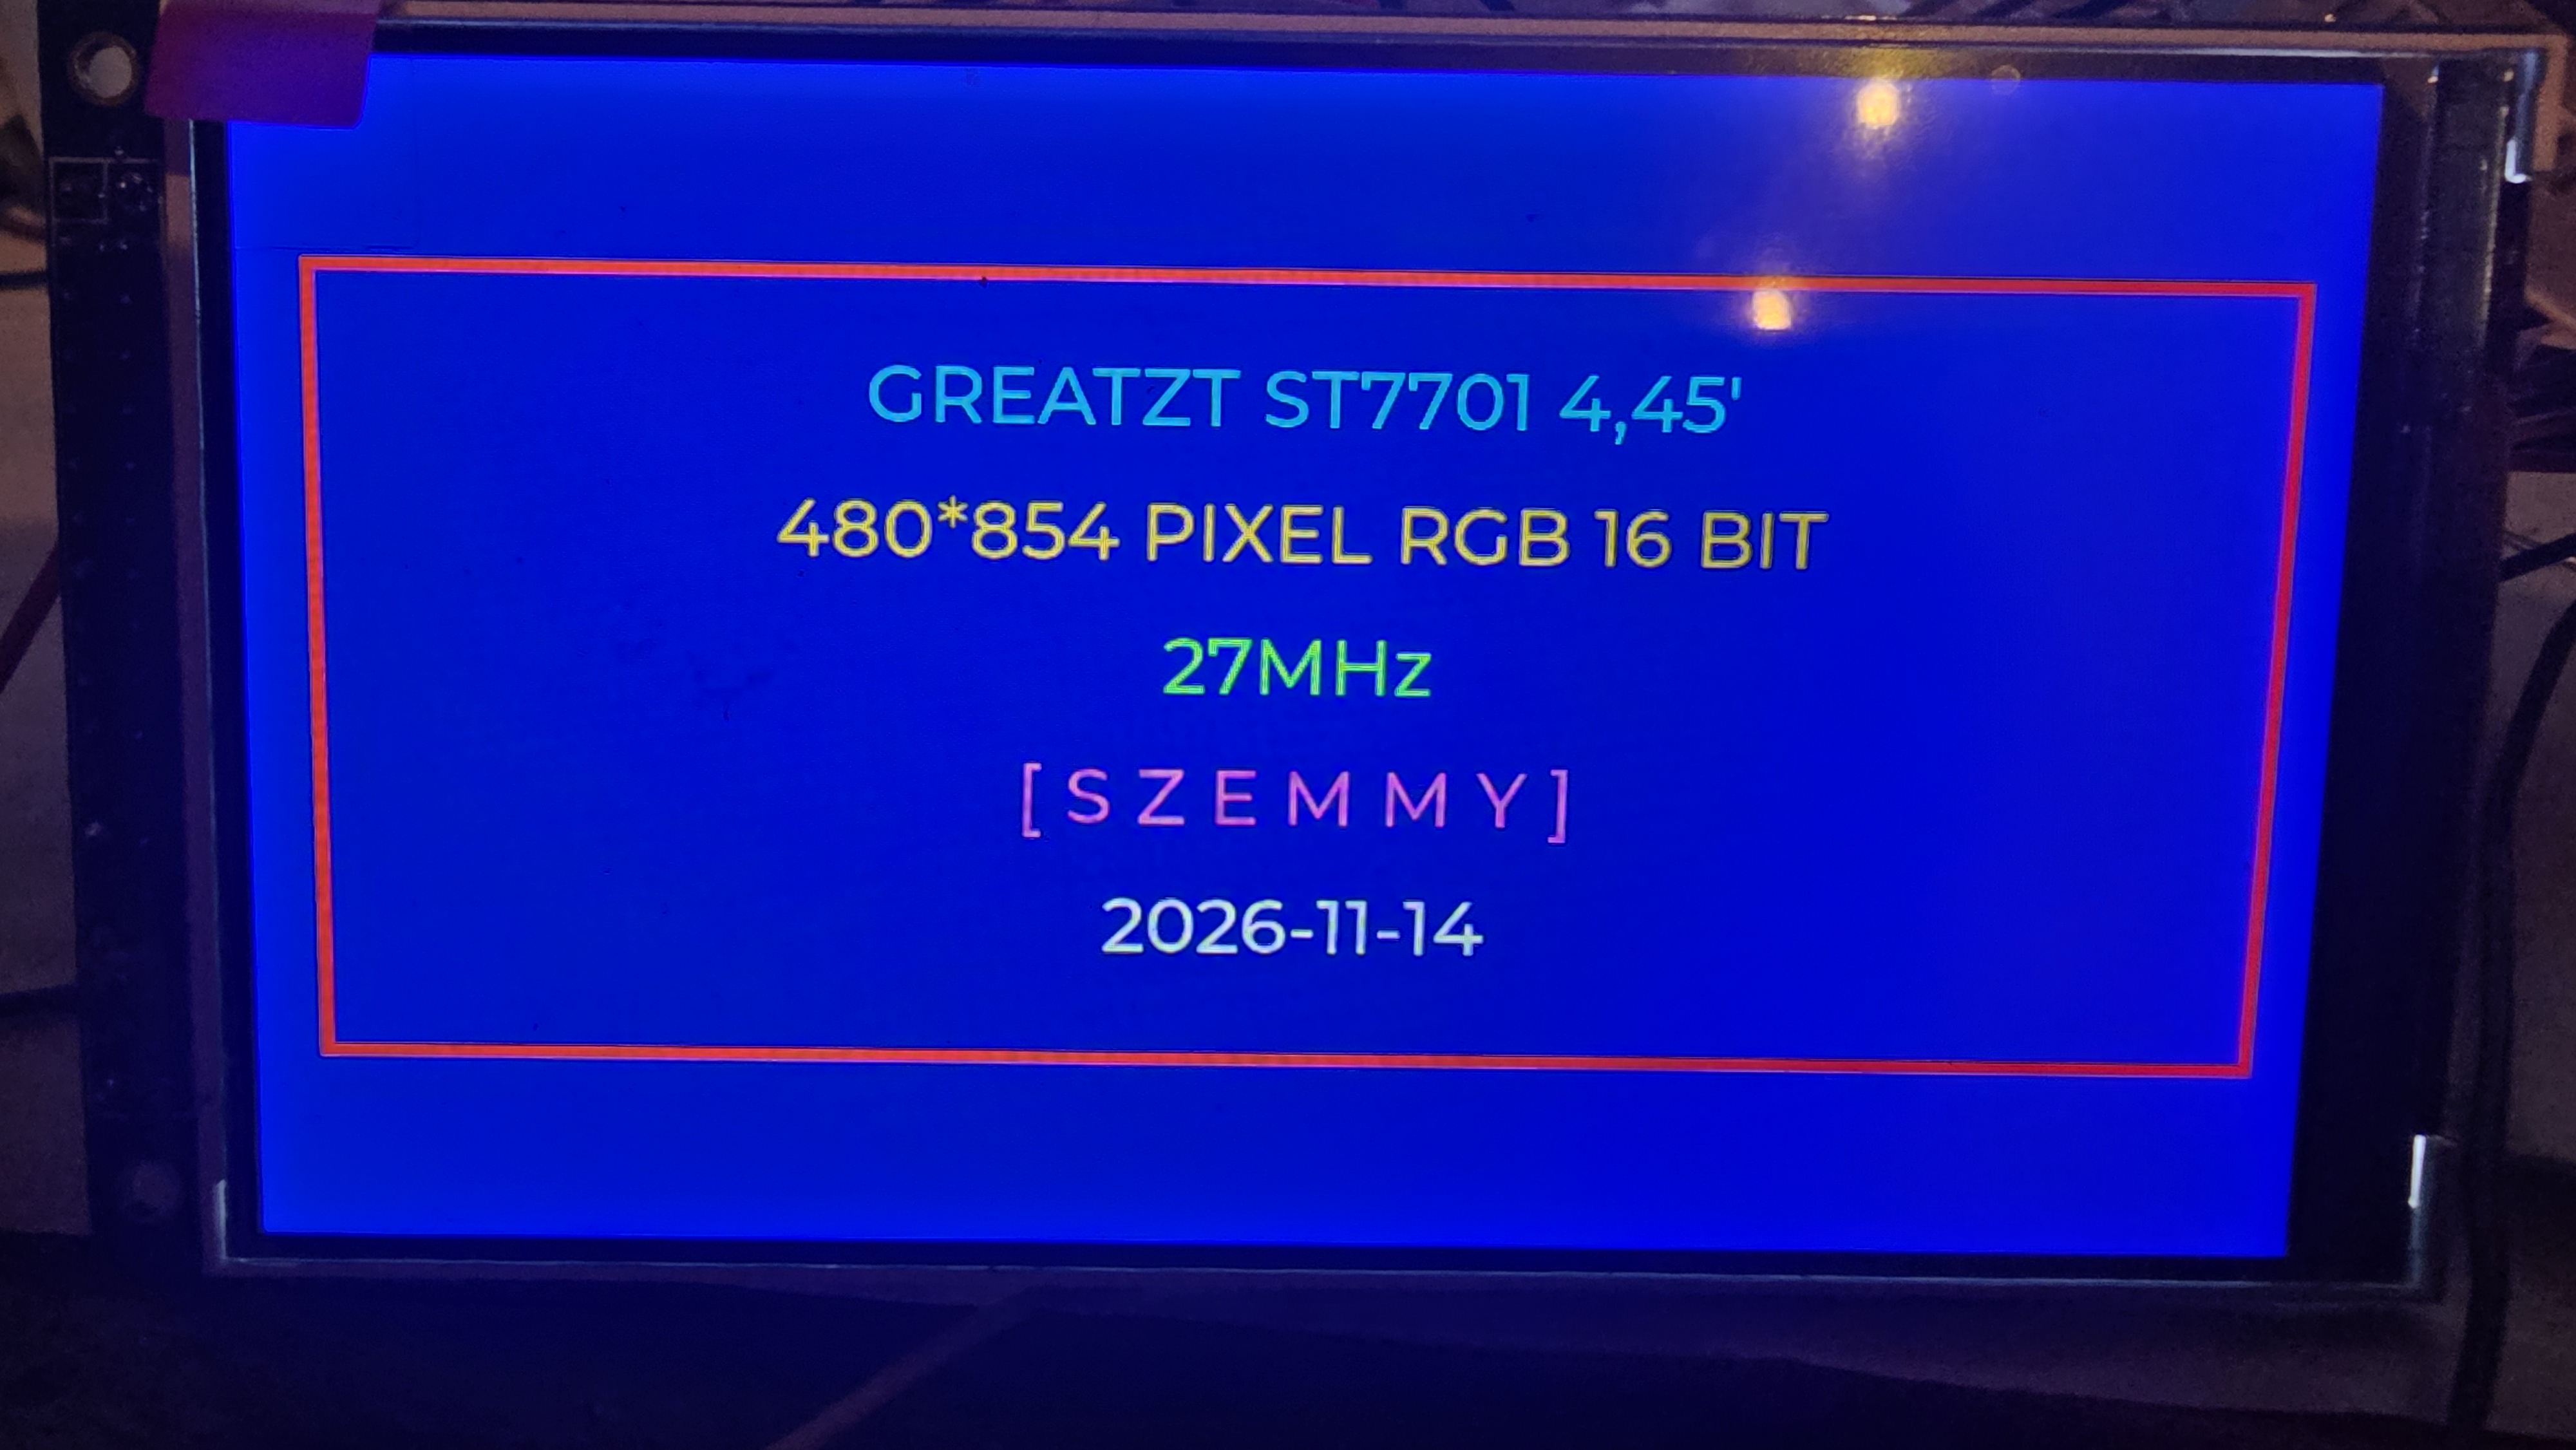 GREATZT ST7701 4,45'
480*854 PIXEL RGB 16 BIT
27MHz
[ S Z E M M Y ]
2026-11-14